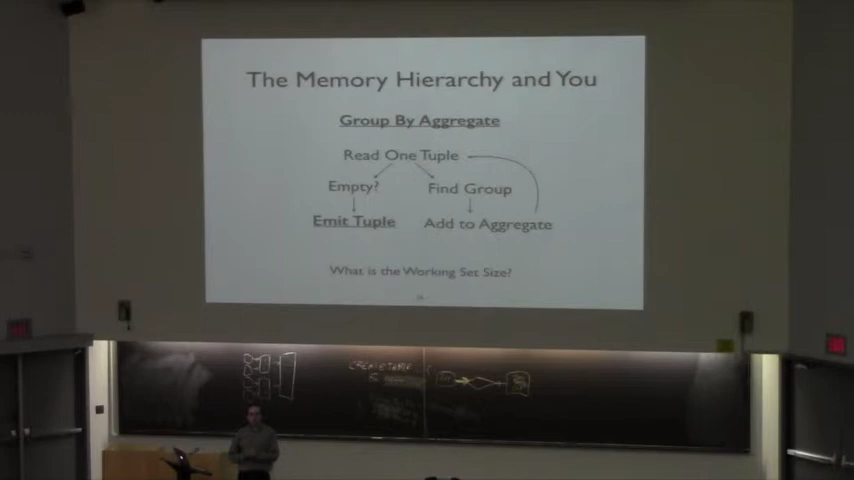 The Memory Hierarchy and You
Group By Aggregate
Read One Tuple
Empty? Find Group
Emit Tuple Add to Aggregate
What is the Working Set Size?